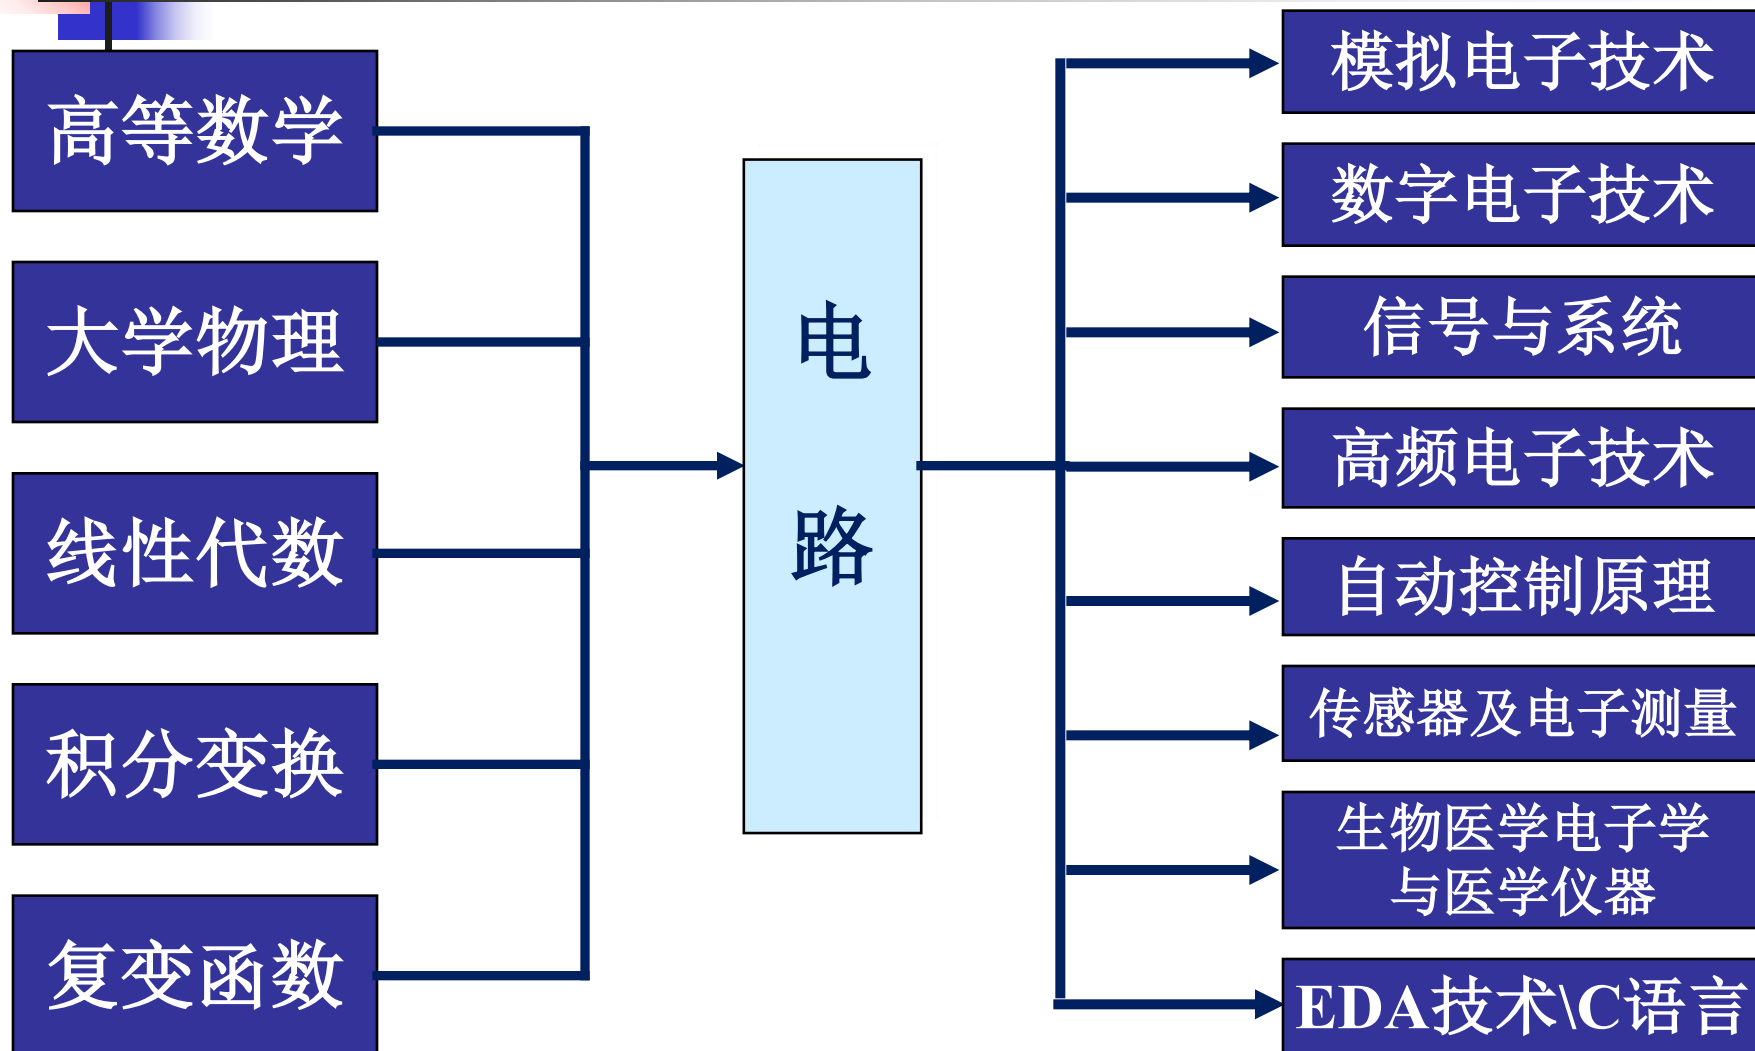 高等数学
大学物理
线性代数
积分变换
复变函数
电
路
模拟电子技术
数字电子技术
信号与系统
高频电子技术
自动控制原理
传感器及电子测量
生物医学电子学
与医学仪器
EDA技术\C语言